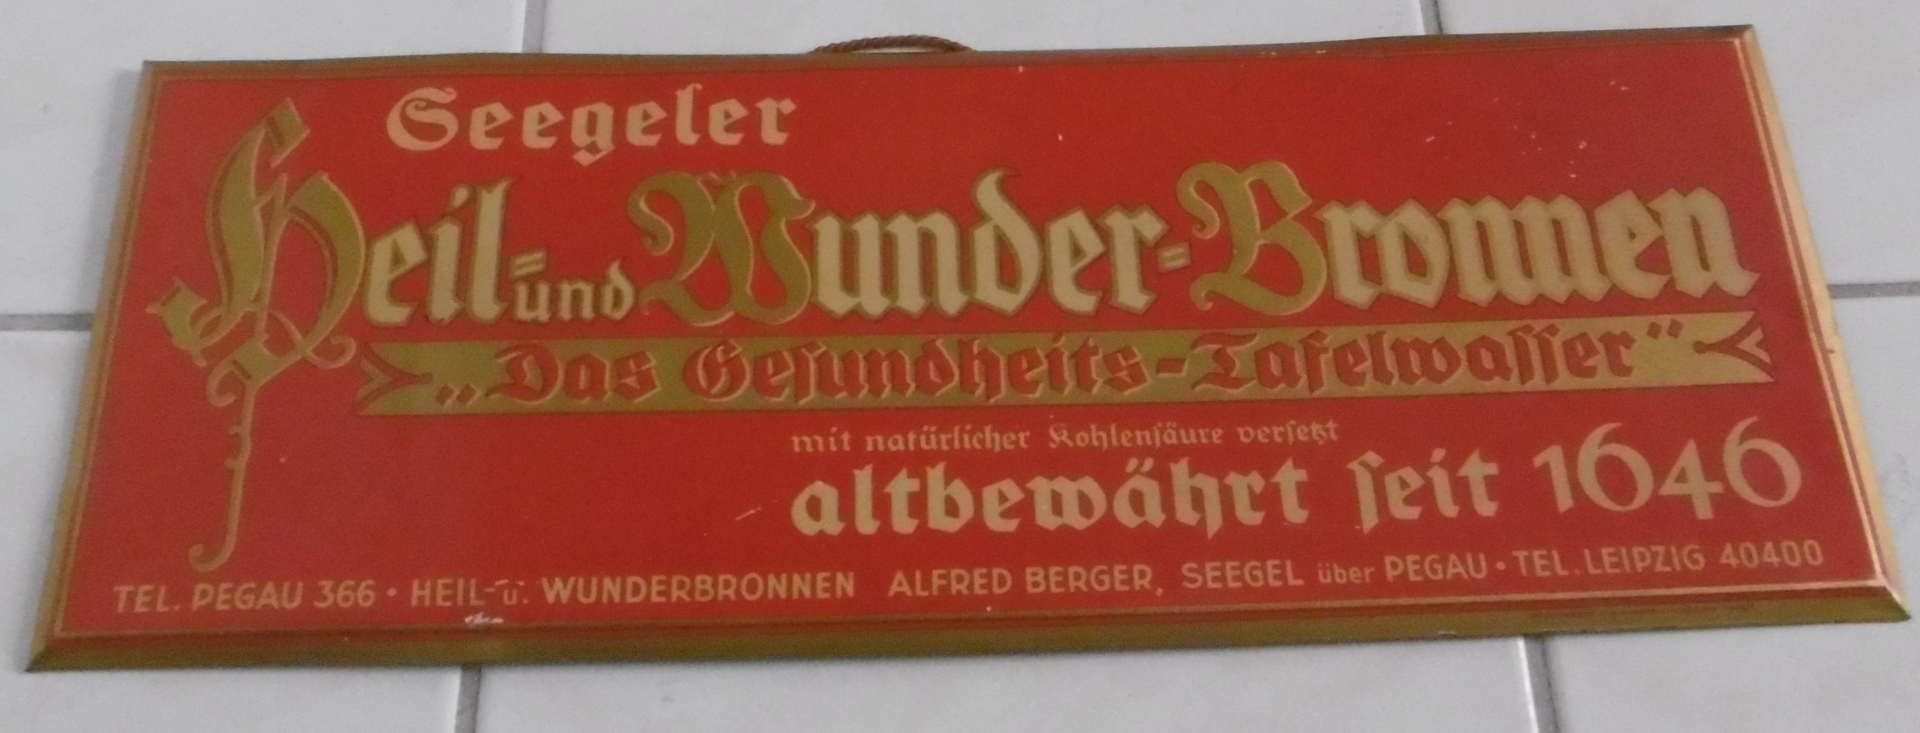 Seegeler
Heil- und Wunder-Bronnen
„Das Geſundheits-Tafelwaſſer“
mit natürlicher Kohlenſäure verſetzt
altbewährt ſeit 1646
TEL. PEGAU 366 • HEIL- u. WUNDERBRONNEN ALFRED BERGER, SEEGEL über PEGAU • TEL. LEIPZIG 40400